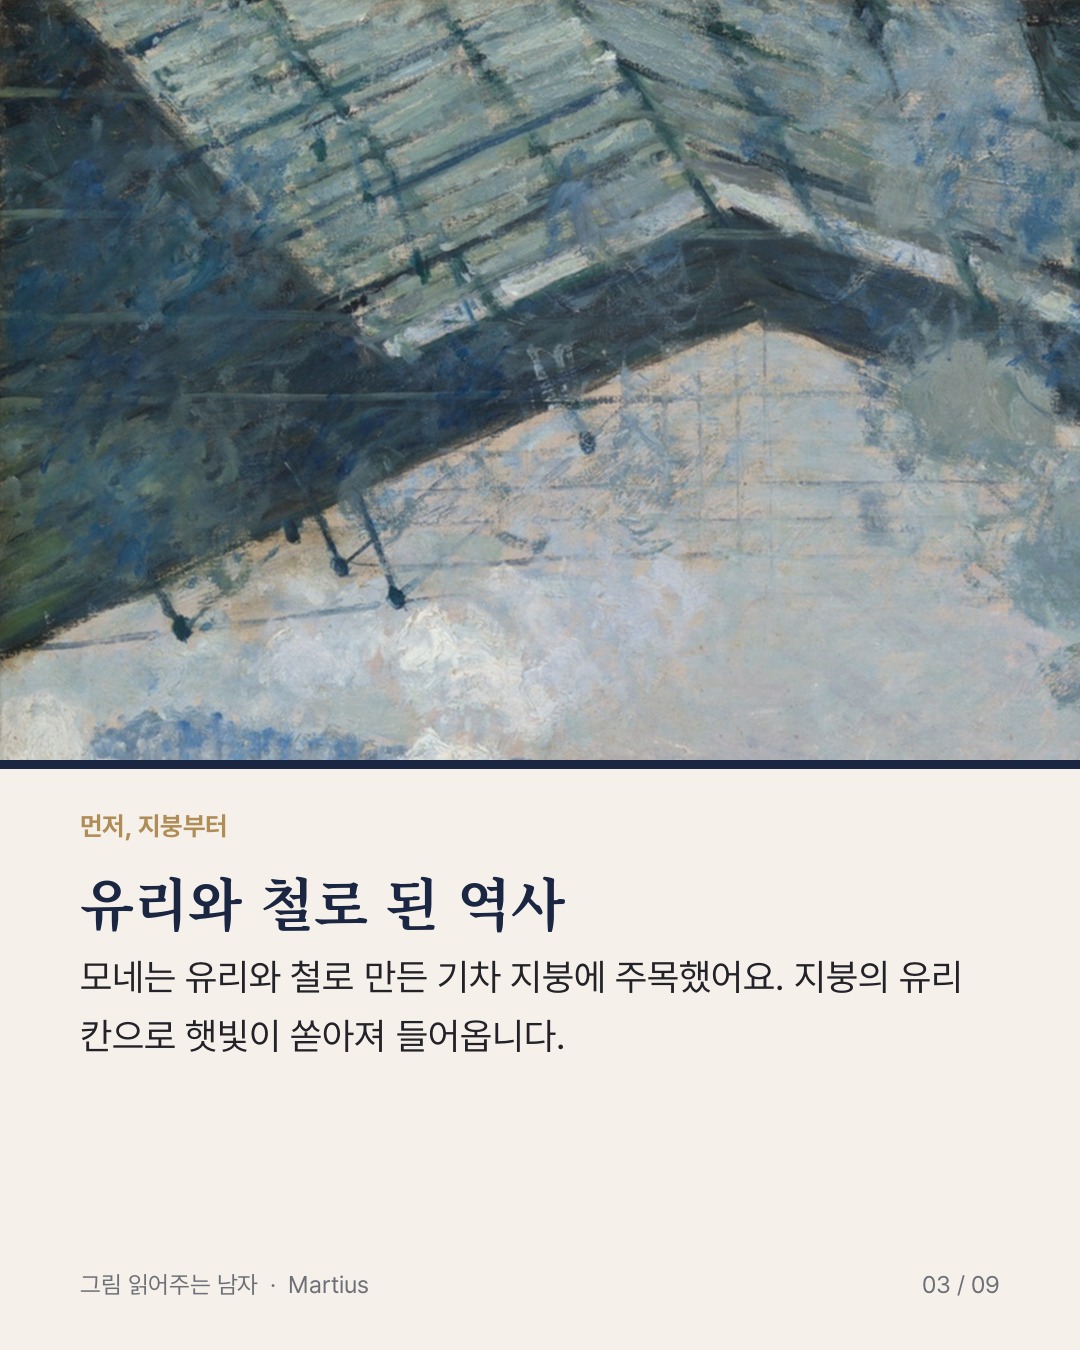 먼저, 지붕부터
유리와 철로 된 역사
모네는 유리와 철로 만든 기차 지붕에 주목했어요. 지붕의 유리
칸으로 햇빛이 쏟아져 들어옵니다.
그림 읽어주는 남자 · Martius
03 / 09